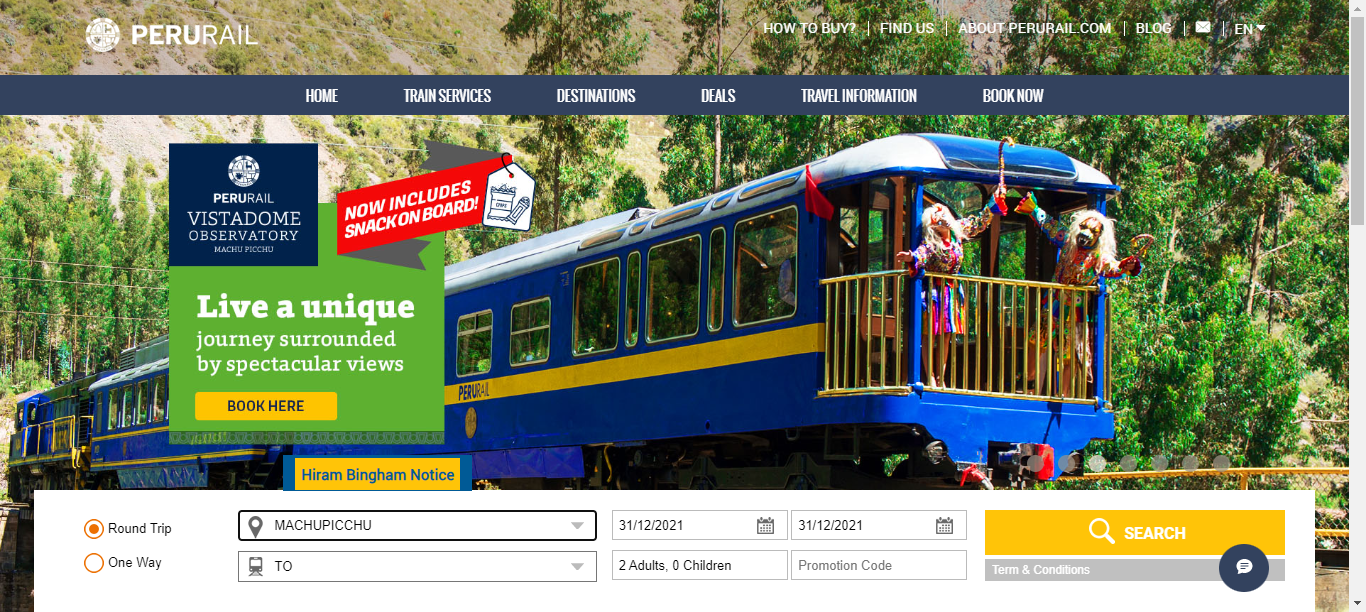 PERURAIL
HOW TO BUY? FIND US ABOUT PERURAIL.COM BLOG EN
HOME TRAIN SERVICES DESTINATIONS DEALS TRAVEL INFORMATION BOOK NOW
PERURAIL
VISTADOME
OBSERVATORY
MACHU PICCHU
NOW INCLUDES
SNACK ON BOARD!
Live a unique
journey surrounded
by spectacular views
BOOK HERE
PERURAIL
Hiram Bingham Notice
Round Trip
One Way
MACHUPICCHU
TO
31/12/2021 31/12/2021
2 Adults, 0 Children Promotion Code
SEARCH
Term & Conditions